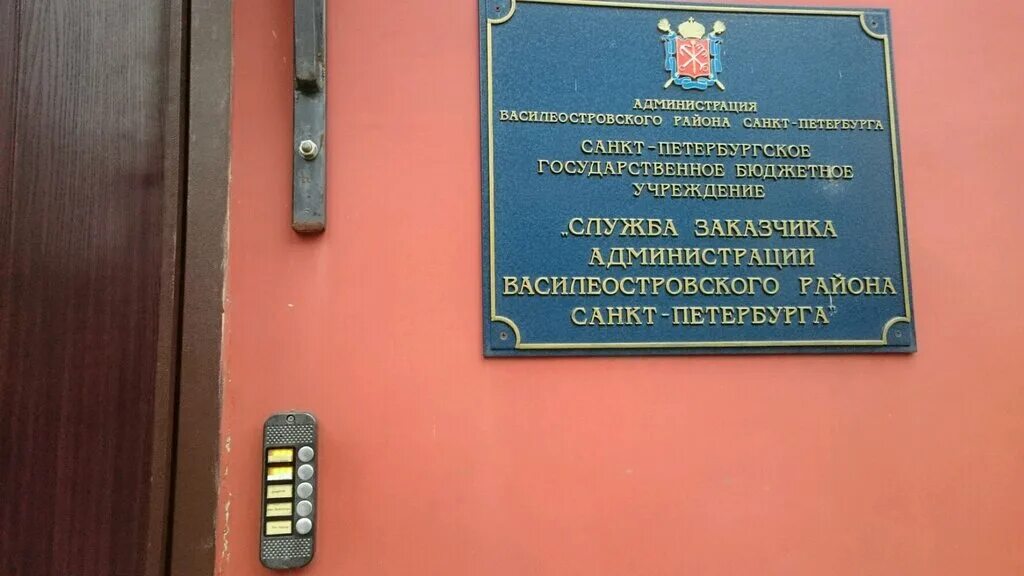 АДМИНИСТРАЦИЯ
ВАСИЛЕОСТРОВСКОГО РАЙОНА САНКТ-ПЕТЕРБУРГА
САНКТ-ПЕТЕРБУРГСКОЕ
ГОСУДАРСТВЕННОЕ БЮДЖЕТНОЕ
УЧРЕЖДЕНИЕ
„СЛУЖБА ЗАКАЗЧИКА
АДМИНИСТРАЦИИ
ВАСИЛЕОСТРОВСКОГО РАЙОНА
САНКТ-ПЕТЕРБУРГА"